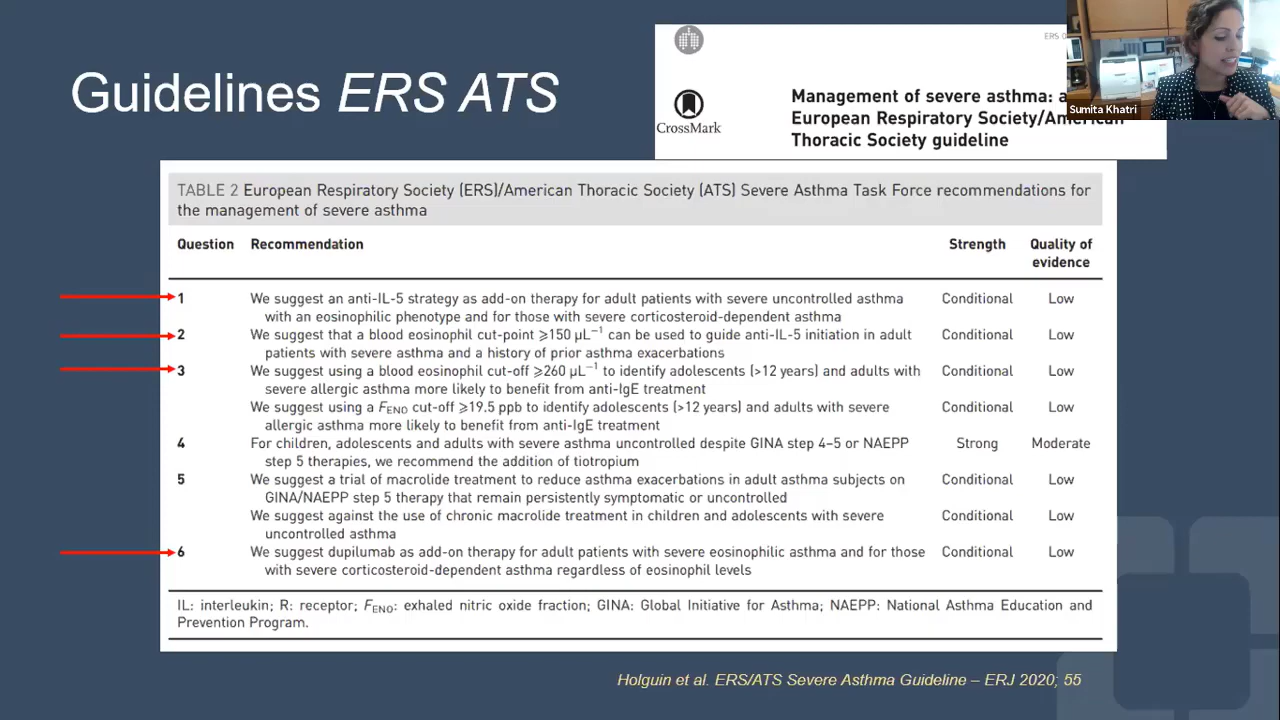 Guidelines ERS ATS
ERS
CrossMark
Management of severe asthma: a
European Respiratory Society/American
Thoracic Society guideline
Sumita Khatri
TABLE 2 European Respiratory Society (ERS)/American Thoracic Society (ATS) Severe Asthma Task Force recommendations for
the management of severe asthma
Question Recommendation Strength Quality of
evidence
1 We suggest an anti-IL-5 strategy as add-on therapy for adult patients with severe uncontrolled asthma Conditional Low
with an eosinophilic phenotype and for those with severe corticosteroid-dependent asthma
2 We suggest that a blood eosinophil cut-point ⩾150 μL⁻¹ can be used to guide anti-IL-5 initiation in adult Conditional Low
patients with severe asthma and a history of prior asthma exacerbations
3 We suggest using a blood eosinophil cut-off ⩾260 μL⁻¹ to identify adolescents (>12 years) and adults with Conditional Low
severe allergic asthma more likely to benefit from anti-IgE treatment
We suggest using a FENO cut-off ⩾19.5 ppb to identify adolescents (>12 years) and adults with severe Conditional Low
allergic asthma more likely to benefit from anti-IgE treatment
4 For children, adolescents and adults with severe asthma uncontrolled despite GINA step 4–5 or NAEPP Strong Moderate
step 5 therapies, we recommend the addition of tiotropium
5 We suggest a trial of macrolide treatment to reduce asthma exacerbations in adult asthma subjects on Conditional Low
GINA/NAEPP step 5 therapy that remain persistently symptomatic or uncontrolled
We suggest against the use of chronic macrolide treatment in children and adolescents with severe Conditional Low
uncontrolled asthma
6 We suggest dupilumab as add-on therapy for adult patients with severe eosinophilic asthma and for those Conditional Low
with severe corticosteroid-dependent asthma regardless of eosinophil levels
IL: interleukin; R: receptor; FENO: exhaled nitric oxide fraction; GINA: Global Initiative for Asthma; NAEPP: National Asthma Education and
Prevention Program.
Holguin et al. ERS/ATS Severe Asthma Guideline – ERJ 2020; 55